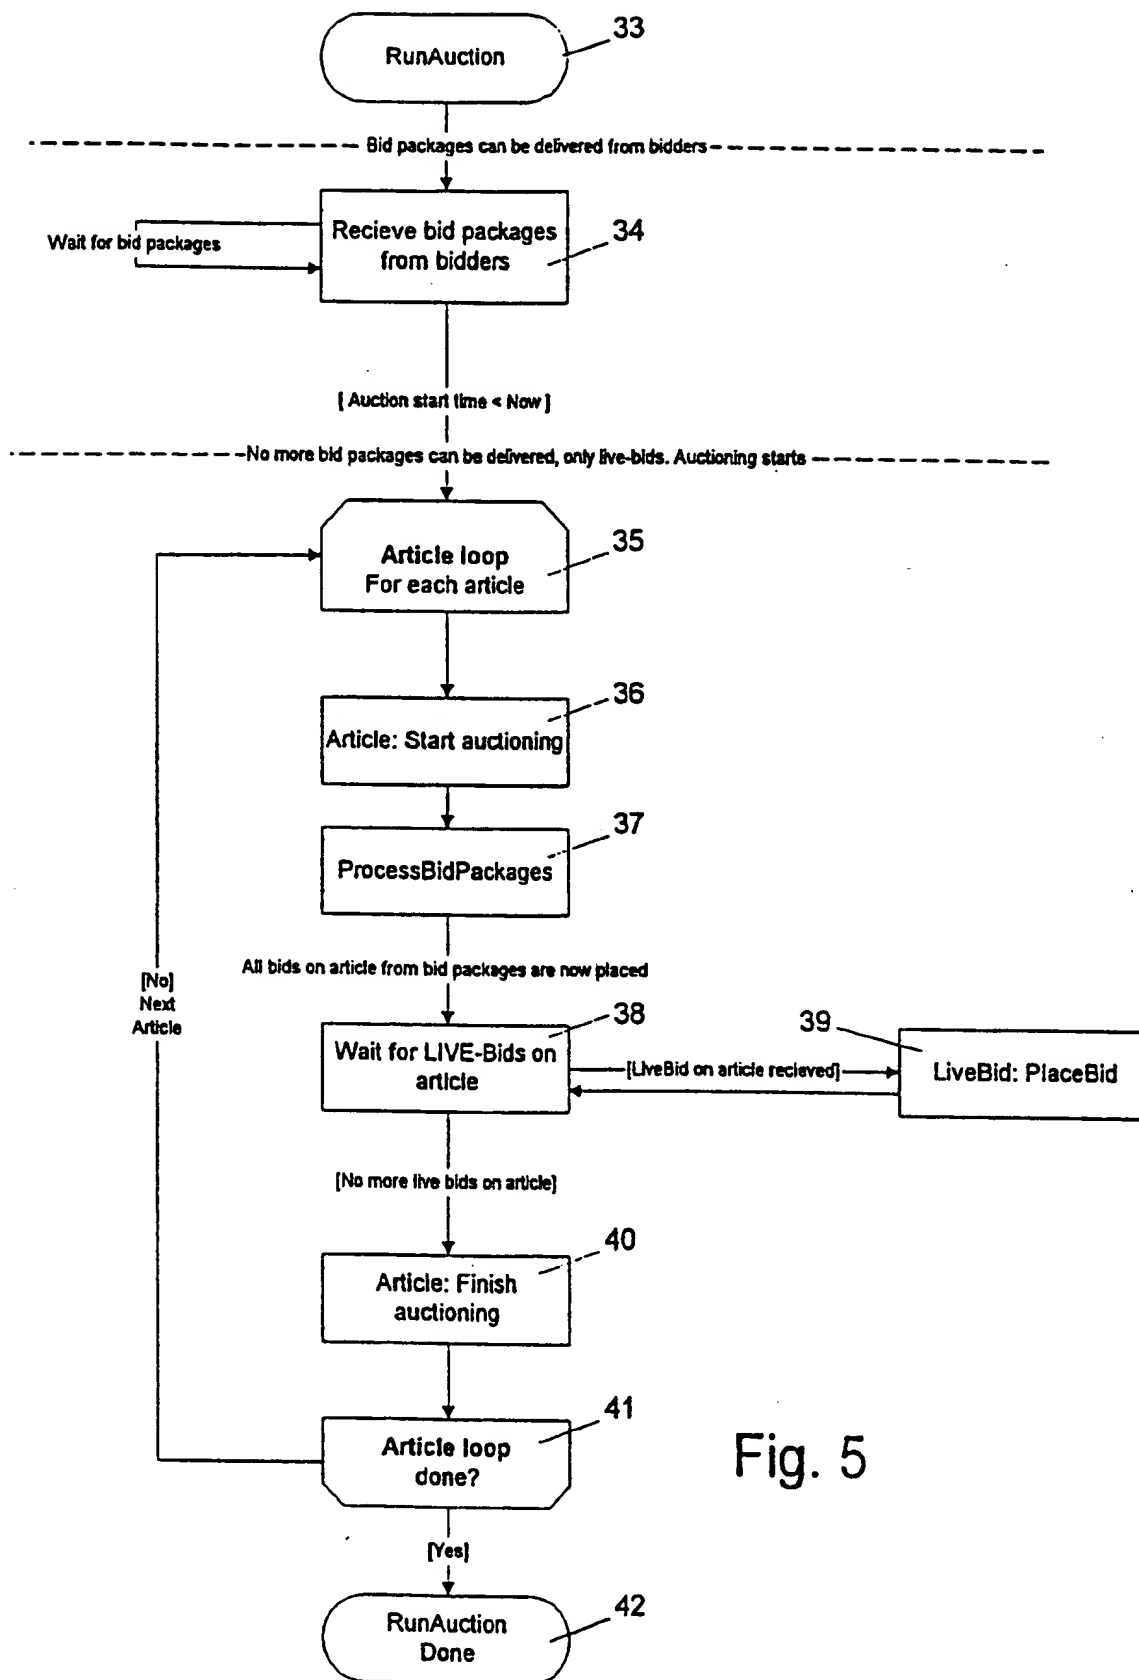 33
RunAuction
Bid packages can be delivered from bidders
Recieve bid packages
from bidders
34
Wait for bid packages
[ Auction start time < Now ]
No more bid packages can be delivered, only live-bids. Auctioning starts
35
Article loop
For each article
36
Article: Start auctioning
37
ProcessBidPackages
All bids on article from bid packages are now placed
[No]
Next
Article
38
Wait for LIVE-Bids on
article
[LiveBid on article recieved]
39
LiveBid: PlaceBid
[No more live bids on article]
40
Article: Finish
auctioning
41
Article loop
done?
Fig. 5
[Yes]
42
RunAuction
Done